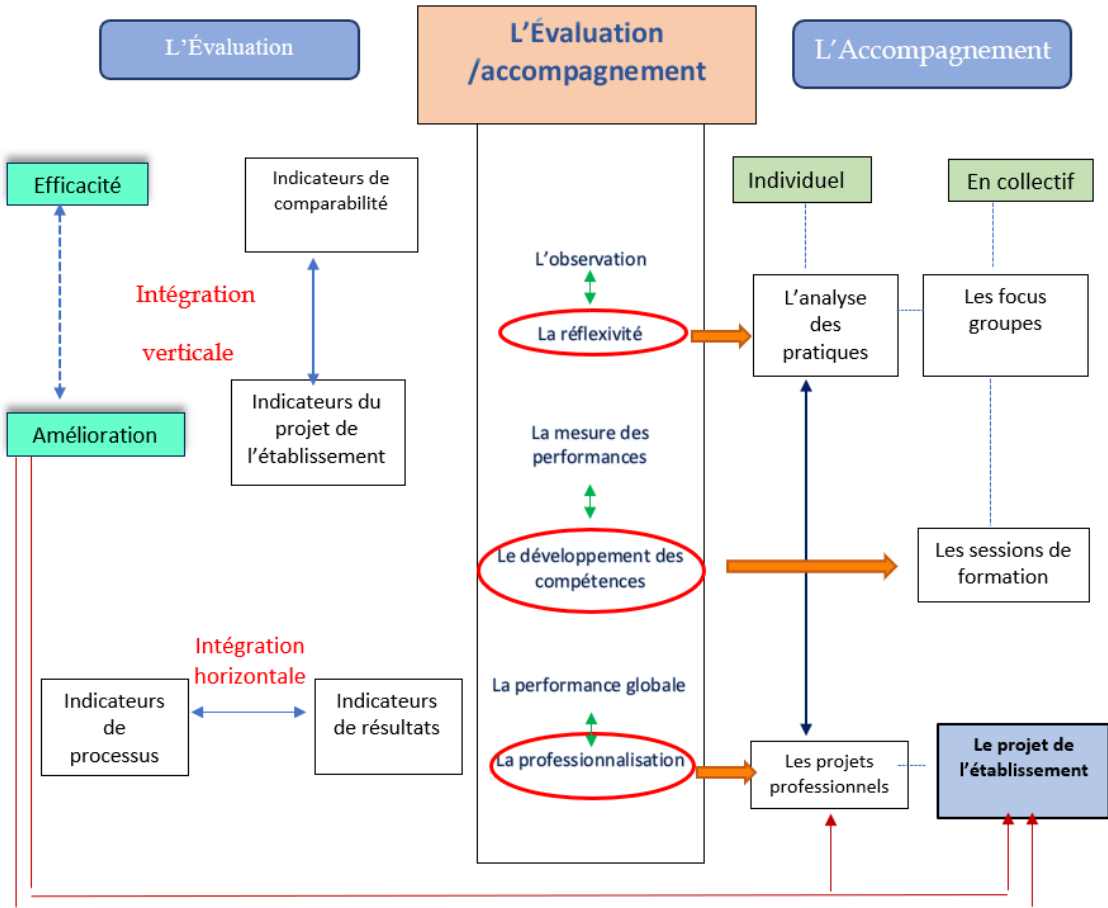 L'Évaluation
L'Évaluation
/accompagnement
L'Accompagnement
Efficacité
Indicateurs de
comparabilité
Individuel
En collectif
Intégration
verticale
L'observation
La réflexivité
L'analyse
des
pratiques
Les focus
groupes
Amélioration
Indicateurs du
projet de
l'établissement
La mesure des
performances
Le développement des
compétences
Les sessions de
formation
Intégration
horizontale
Indicateurs
de
processus
Indicateurs
de résultats
La performance globale
La professionnalisation
Les projets
professionnels
Le projet de
l'établissement